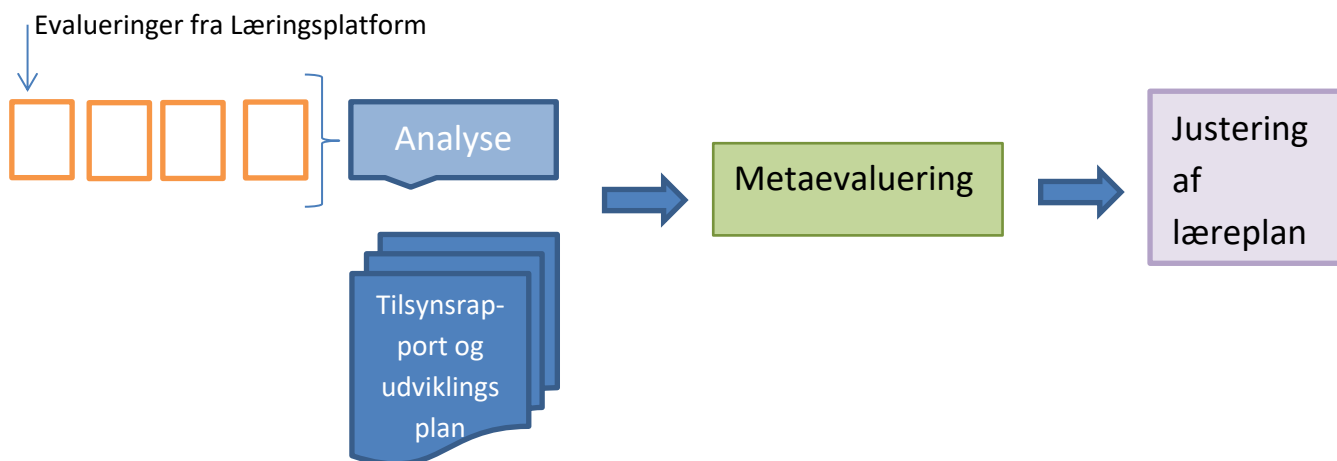 Evalueringer fra Læringsplatform
Analyse
Tilsynsrap-
port og
udviklings
plan
Metaevaluering
Justering
af
læreplan